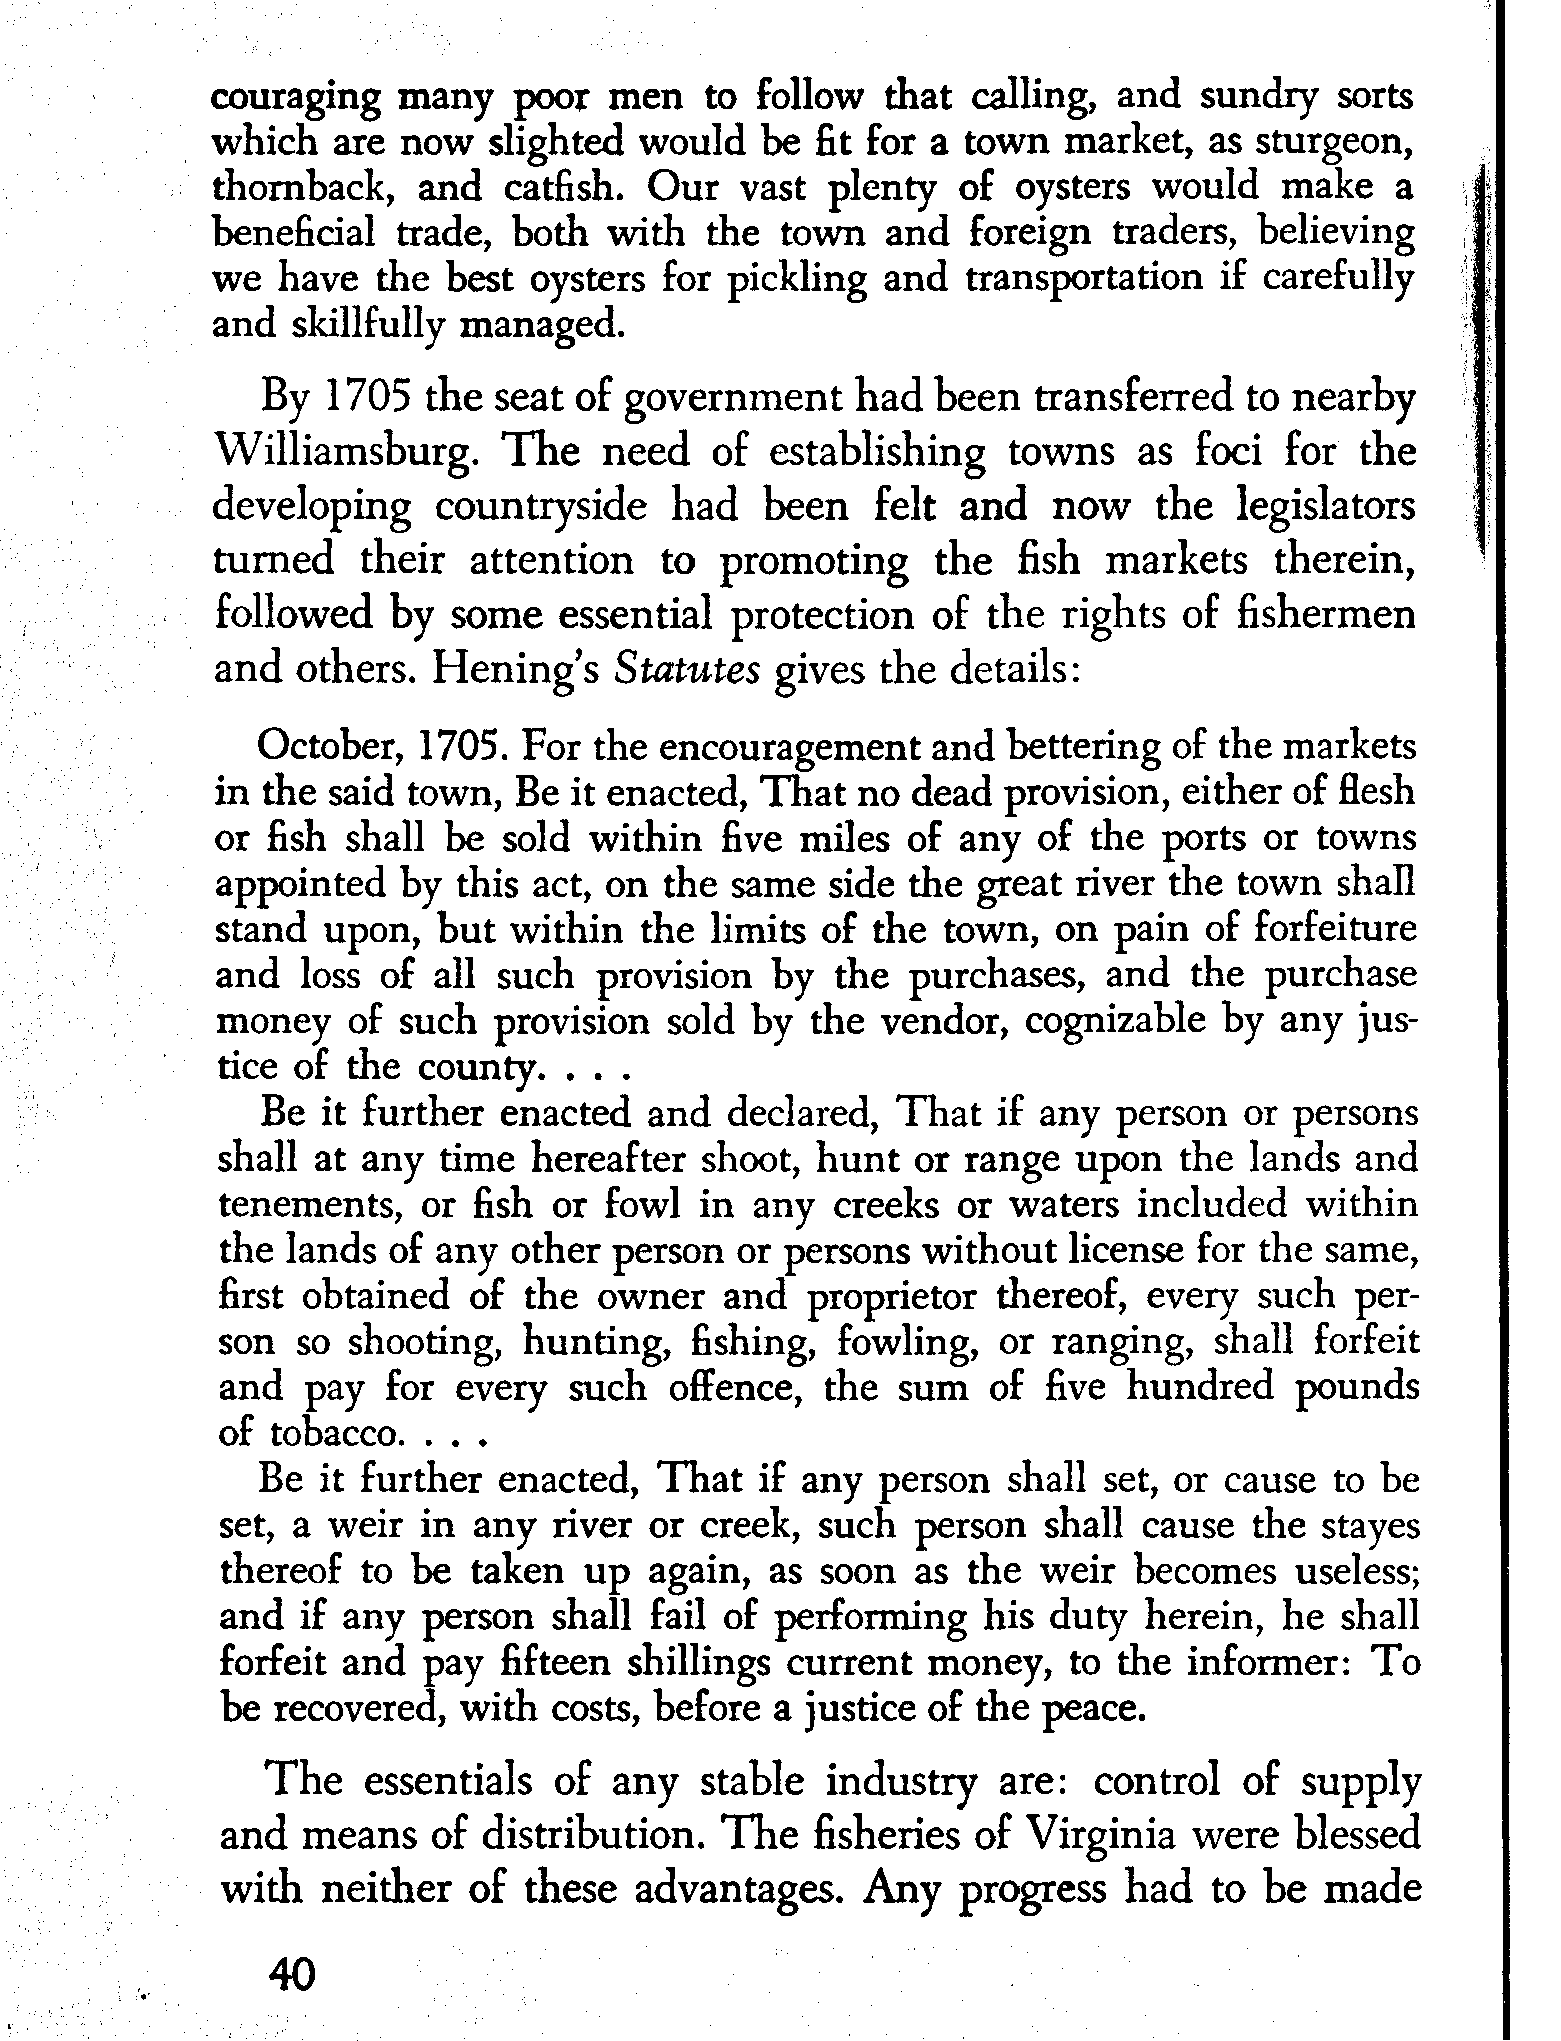 couraging many poor men to follow that calling, and sundry sorts
which are now slighted would be fit for a town market, as sturgeon,
thornback, and catfish. Our vast plenty of oysters would make a
beneficial trade, both with the town and foreign traders, believing
we have the best oysters for pickling and transportation if carefully
and skillfully managed.
By 1705 the seat of government had been transferred to nearby
Williamsburg. The need of establishing towns as foci for the
developing countryside had been felt and now the legislators
turned their attention to promoting the fish markets therein,
followed by some essential protection of the rights of fishermen
and others. Hening's Statutes gives the details:
October, 1705. For the encouragement and bettering of the markets
in the said town, Be it enacted, That no dead provision, either of flesh
or fish shall be sold within five miles of any of the ports or towns
appointed by this act, on the same side the great river the town shall
stand upon, but within the limits of the town, on pain of forfeiture
and loss of all such provision by the purchases, and the purchase
money of such provision sold by the vendor, cognizable by any jus-
tice of the county. . . .
Be it further enacted and declared, That if any person or persons
shall at any time hereafter shoot, hunt or range upon the lands and
tenements, or fish or fowl in any creeks or waters included within
the lands of any other person or persons without license for the same,
first obtained of the owner and proprietor thereof, every such per-
son so shooting, hunting, fishing, fowling, or ranging, shall forfeit
and pay for every such offence, the sum of five hundred pounds
of tobacco. . . .
Be it further enacted, That if any person shall set, or cause to be
set, a weir in any river or creek, such person shall cause the stayes
thereof to be taken up again, as soon as the weir becomes useless;
and if any person shall fail of performing his duty herein, he shall
forfeit and pay fifteen shillings current money, to the informer: To
be recovered, with costs, before a justice of the peace.
The essentials of any stable industry are: control of supply
and means of distribution. The fisheries of Virginia were blessed
with neither of these advantages. Any progress had to be made
40